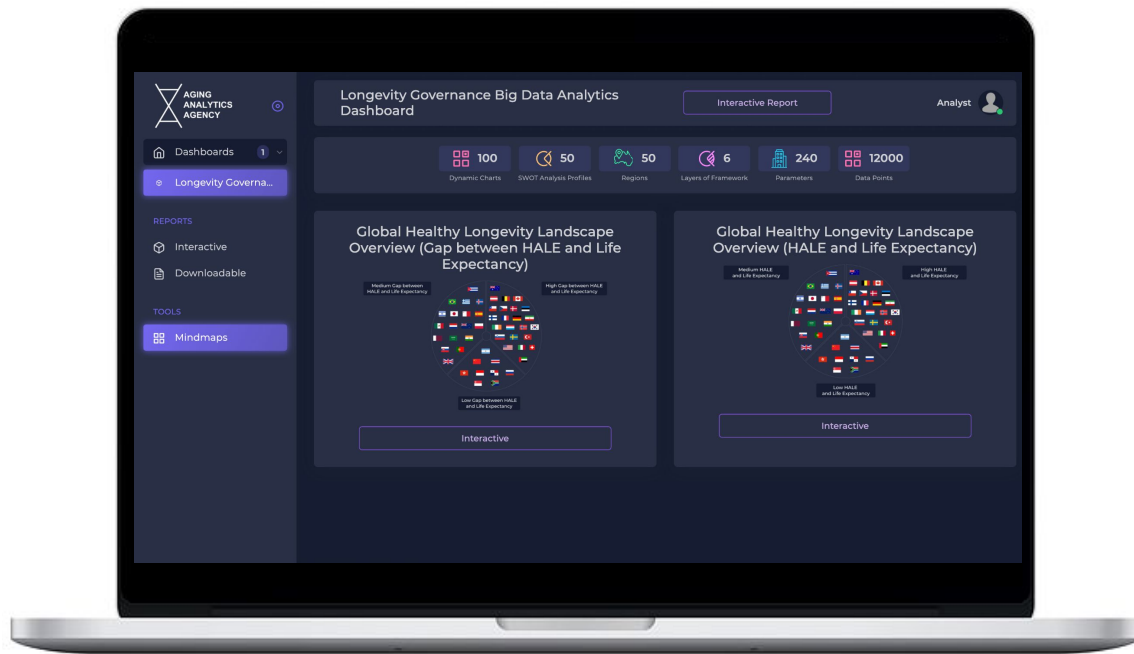 AGING
ANALYTICS
AGENCY
Dashboards 1
Longevity Governa...
REPORTS
Interactive
Downloadable
TOOLS
Mindmaps
Longevity Governance Big Data Analytics
Dashboard
Interactive Report
Analyst
100
Dynamic Charts
50
SWOT Analysis Profiles
50
Regions
6
Layers of Framework
240
Parameters
12000
Data Points
Global Healthy Longevity Landscape
Overview (Gap between HALE and Life
Expectancy)
Medium Gap between
HALE and Life Expectancy
High Gap between HALE
and Life Expectancy
Low Gap between HALE
and Life Expectancy
Interactive
Global Healthy Longevity Landscape
Overview (HALE and Life Expectancy)
Medium HALE
and Life Expectancy
High HALE
and Life Expectancy
Low HALE
and Life Expectancy
Interactive